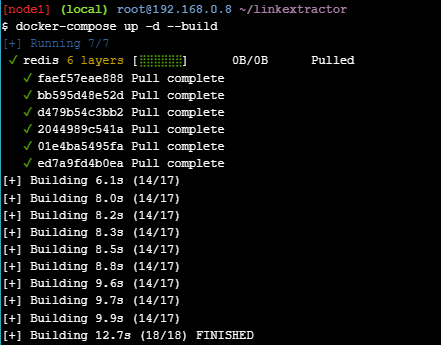 [node1] (local) root@192.168.0.8 ~/linkextractor
$ docker-compose up -d --build
[+] Running 7/7
✓ redis 6 layers [⣿⣿⣿⣿⣿⣿] 0B/0B Pulled
✓ faef57eae888 Pull complete
✓ bb595d48e52d Pull complete
✓ d479b54c3bb2 Pull complete
✓ 2044989c541a Pull complete
✓ 01e4ba5495fa Pull complete
✓ ed7a9fd4b0ea Pull complete
[+] Building 6.1s (14/17)
[+] Building 8.0s (14/17)
[+] Building 8.2s (14/17)
[+] Building 8.3s (14/17)
[+] Building 8.5s (14/17)
[+] Building 8.8s (14/17)
[+] Building 9.6s (14/17)
[+] Building 9.7s (14/17)
[+] Building 9.9s (14/17)
[+] Building 12.7s (18/18) FINISHED